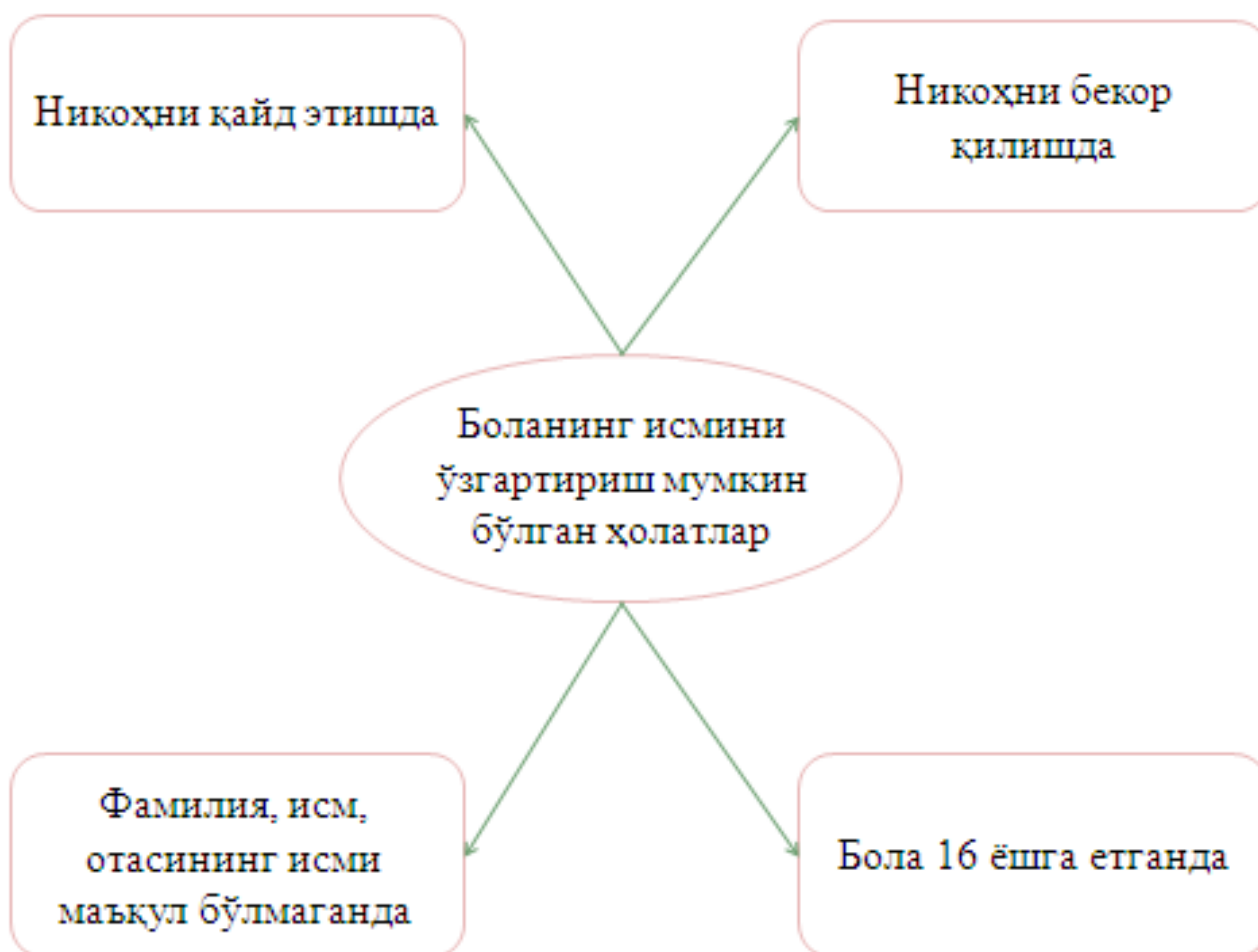 Никоҳни қайд этишда
Никоҳни бекор
қилишда
Боланинг исмини
ўзгартириш мумкин
бўлган ҳолатлар
Фамилия, исм,
отасининг исми
маъқул бўлмаганда
Бола 16 ёшга етганда